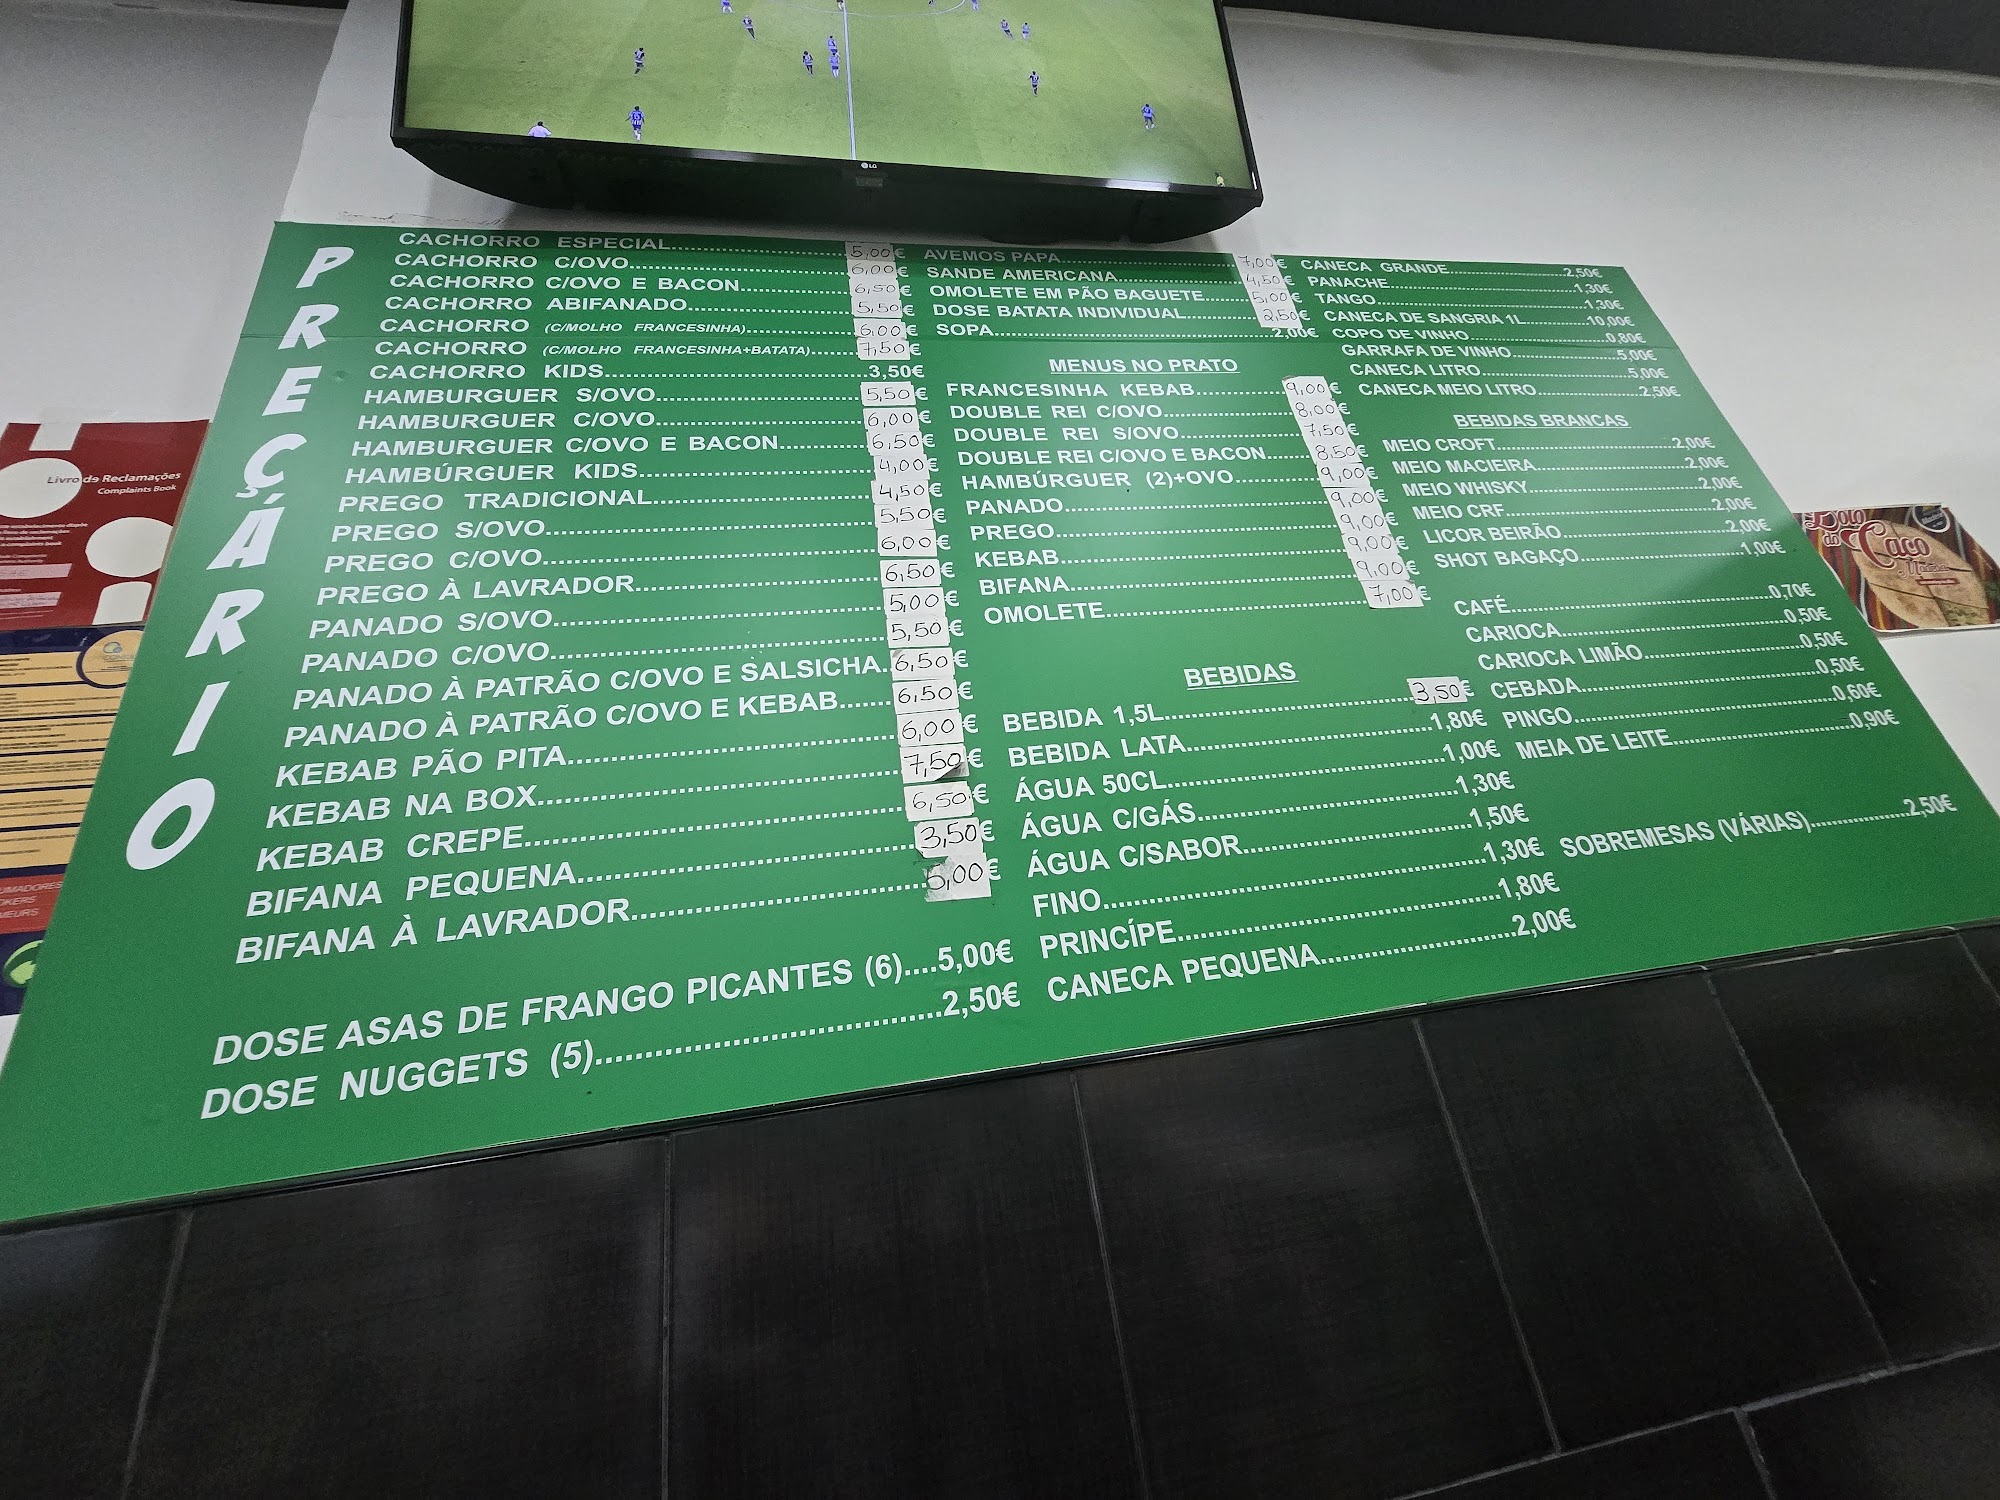 LG
PREÇÁRIO
CACHORRO ESPECIAL 5,00€
CACHORRO C/OVO 6,00€
CACHORRO C/OVO E BACON 6,50€
CACHORRO ABIFANADO 5,50€
CACHORRO (C/MOLHO FRANCESINHA) 6,00€
CACHORRO (C/MOLHO FRANCESINHA+BATATA) 7,50€
CACHORRO KIDS 3,50€
HAMBURGUER S/OVO 5,50€
HAMBURGUER C/OVO 6,00€
HAMBURGUER C/OVO E BACON 6,50€
HAMBÚRGUER KIDS 4,00€
PREGO TRADICIONAL 4,50€
PREGO S/OVO 5,50€
PREGO C/OVO 6,00€
PREGO À LAVRADOR 6,50€
PANADO S/OVO 5,00€
PANADO C/OVO 5,50€
PANADO À PATRÃO C/OVO E SALSICHA 6,50€
PANADO À PATRÃO C/OVO E KEBAB 6,50€
KEBAB PÃO PITA 6,00€
KEBAB NA BOX 7,50€
KEBAB CREPE 6,50€
BIFANA PEQUENA 3,50€
BIFANA À LAVRADOR 5,00€
DOSE ASAS DE FRANGO PICANTES (6) 5,00€
DOSE NUGGETS (5) 2,50€
AVEMOS PAPA 7,00€
SANDE AMERICANA 4,50€
OMOLETE EM PÃO BAGUETE 5,00€
DOSE BATATA INDIVIDUAL 2,50€
SOPA 2,00€
MENUS NO PRATO
FRANCESINHA KEBAB 9,00€
DOUBLE REI C/OVO 8,00€
DOUBLE REI S/OVO 7,50€
DOUBLE REI C/OVO E BACON 8,50€
HAMBÚRGUER (2)+OVO 9,00€
PANADO 9,00€
PREGO 9,00€
KEBAB 9,00€
BIFANA 9,00€
OMOLETE 7,00€
BEBIDAS
BEBIDA 1,5L 3,50€
BEBIDA LATA 1,80€
ÁGUA 50CL 1,00€
ÁGUA C/GÁS 1,30€
ÁGUA C/SABOR 1,50€
FINO 1,30€
PRINCÍPE 1,80€
CANECA PEQUENA 2,00€
CANECA GRANDE 2,50€
PANACHE 1,30€
TANGO 1,30€
CANECA DE SANGRIA 1L 10,00€
COPO DE VINHO 0,80€
GARRAFA DE VINHO 5,00€
CANECA LITRO 5,00€
CANECA MEIO LITRO 2,50€
BEBIDAS BRANCAS
MEIO CROFT 2,00€
MEIO MACIEIRA 2,00€
MEIO WHISKY 2,00€
MEIO CRF 2,00€
LICOR BEIRÃO 2,00€
SHOT BAGAÇO 1,00€
CAFÉ 0,70€
CARIOCA 0,50€
CARIOCA LIMÃO 0,50€
CEBADA 0,50€
PINGO 0,60€
MEIA DE LEITE 0,90€
SOBREMESAS (VÁRIAS) 2,50€
Livro de Reclamações
Complaints Book
Bolo
do Caco